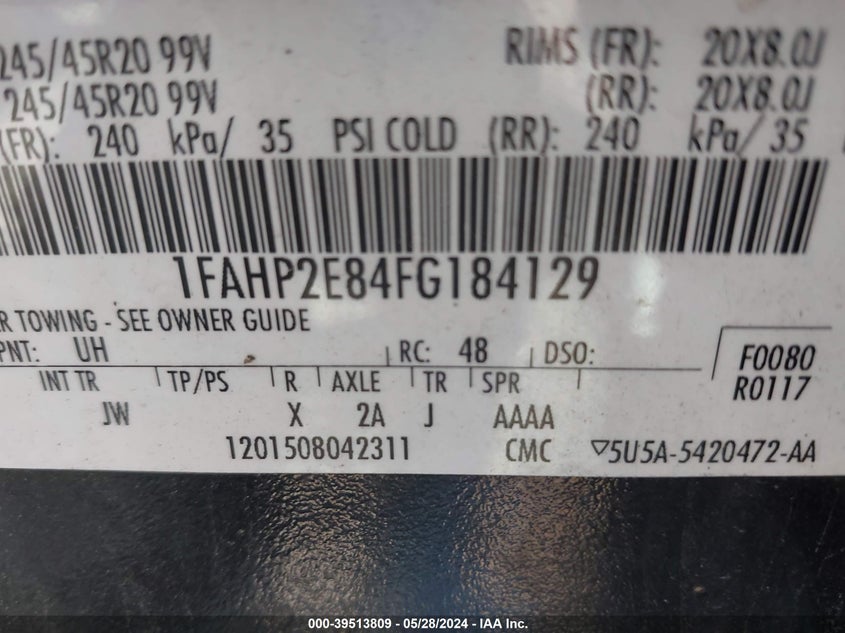 245/45R20 99V RIMS (FR): 20X8.0J
245/45R20 99V (RR): 20X8.0J
(FR): 240 kPa/ 35 PSI COLD (RR): 240 kPa/ 35
1FAHP2E84FG184129
R TOWING - SEE OWNER GUIDE
PNT: UH RC: 48 DSO: F0080
INT TR TP/PS R AXLE TR SPR R0117
JW X 2A J AAAA
1201508042311 CMC ▽5U5A-5420472-AA
000-39513809 - 05/28/2024 - IAA Inc.